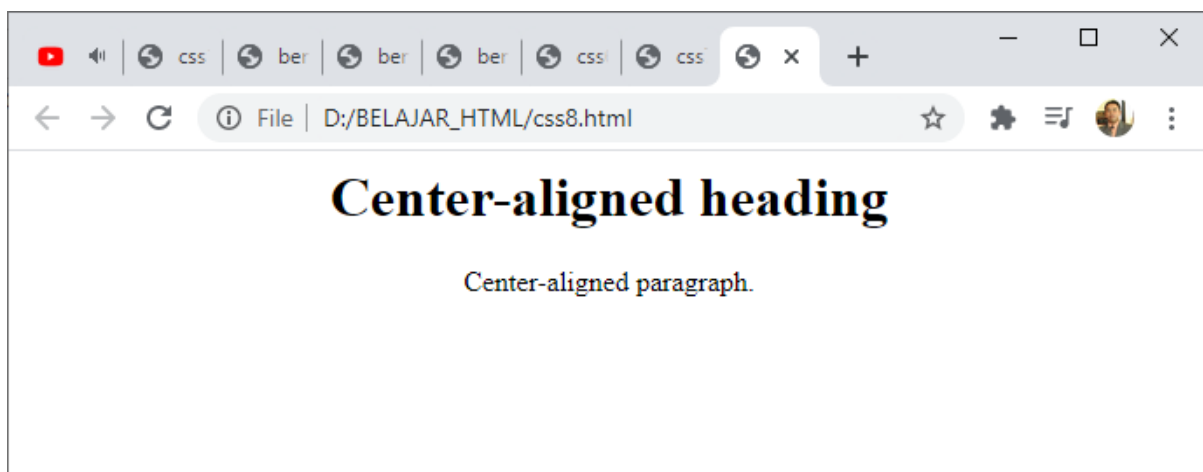 css
ber
ber
ber
css
css
File
D:/BELAJAR_HTML/css8.html
Center-aligned heading
Center-aligned paragraph.